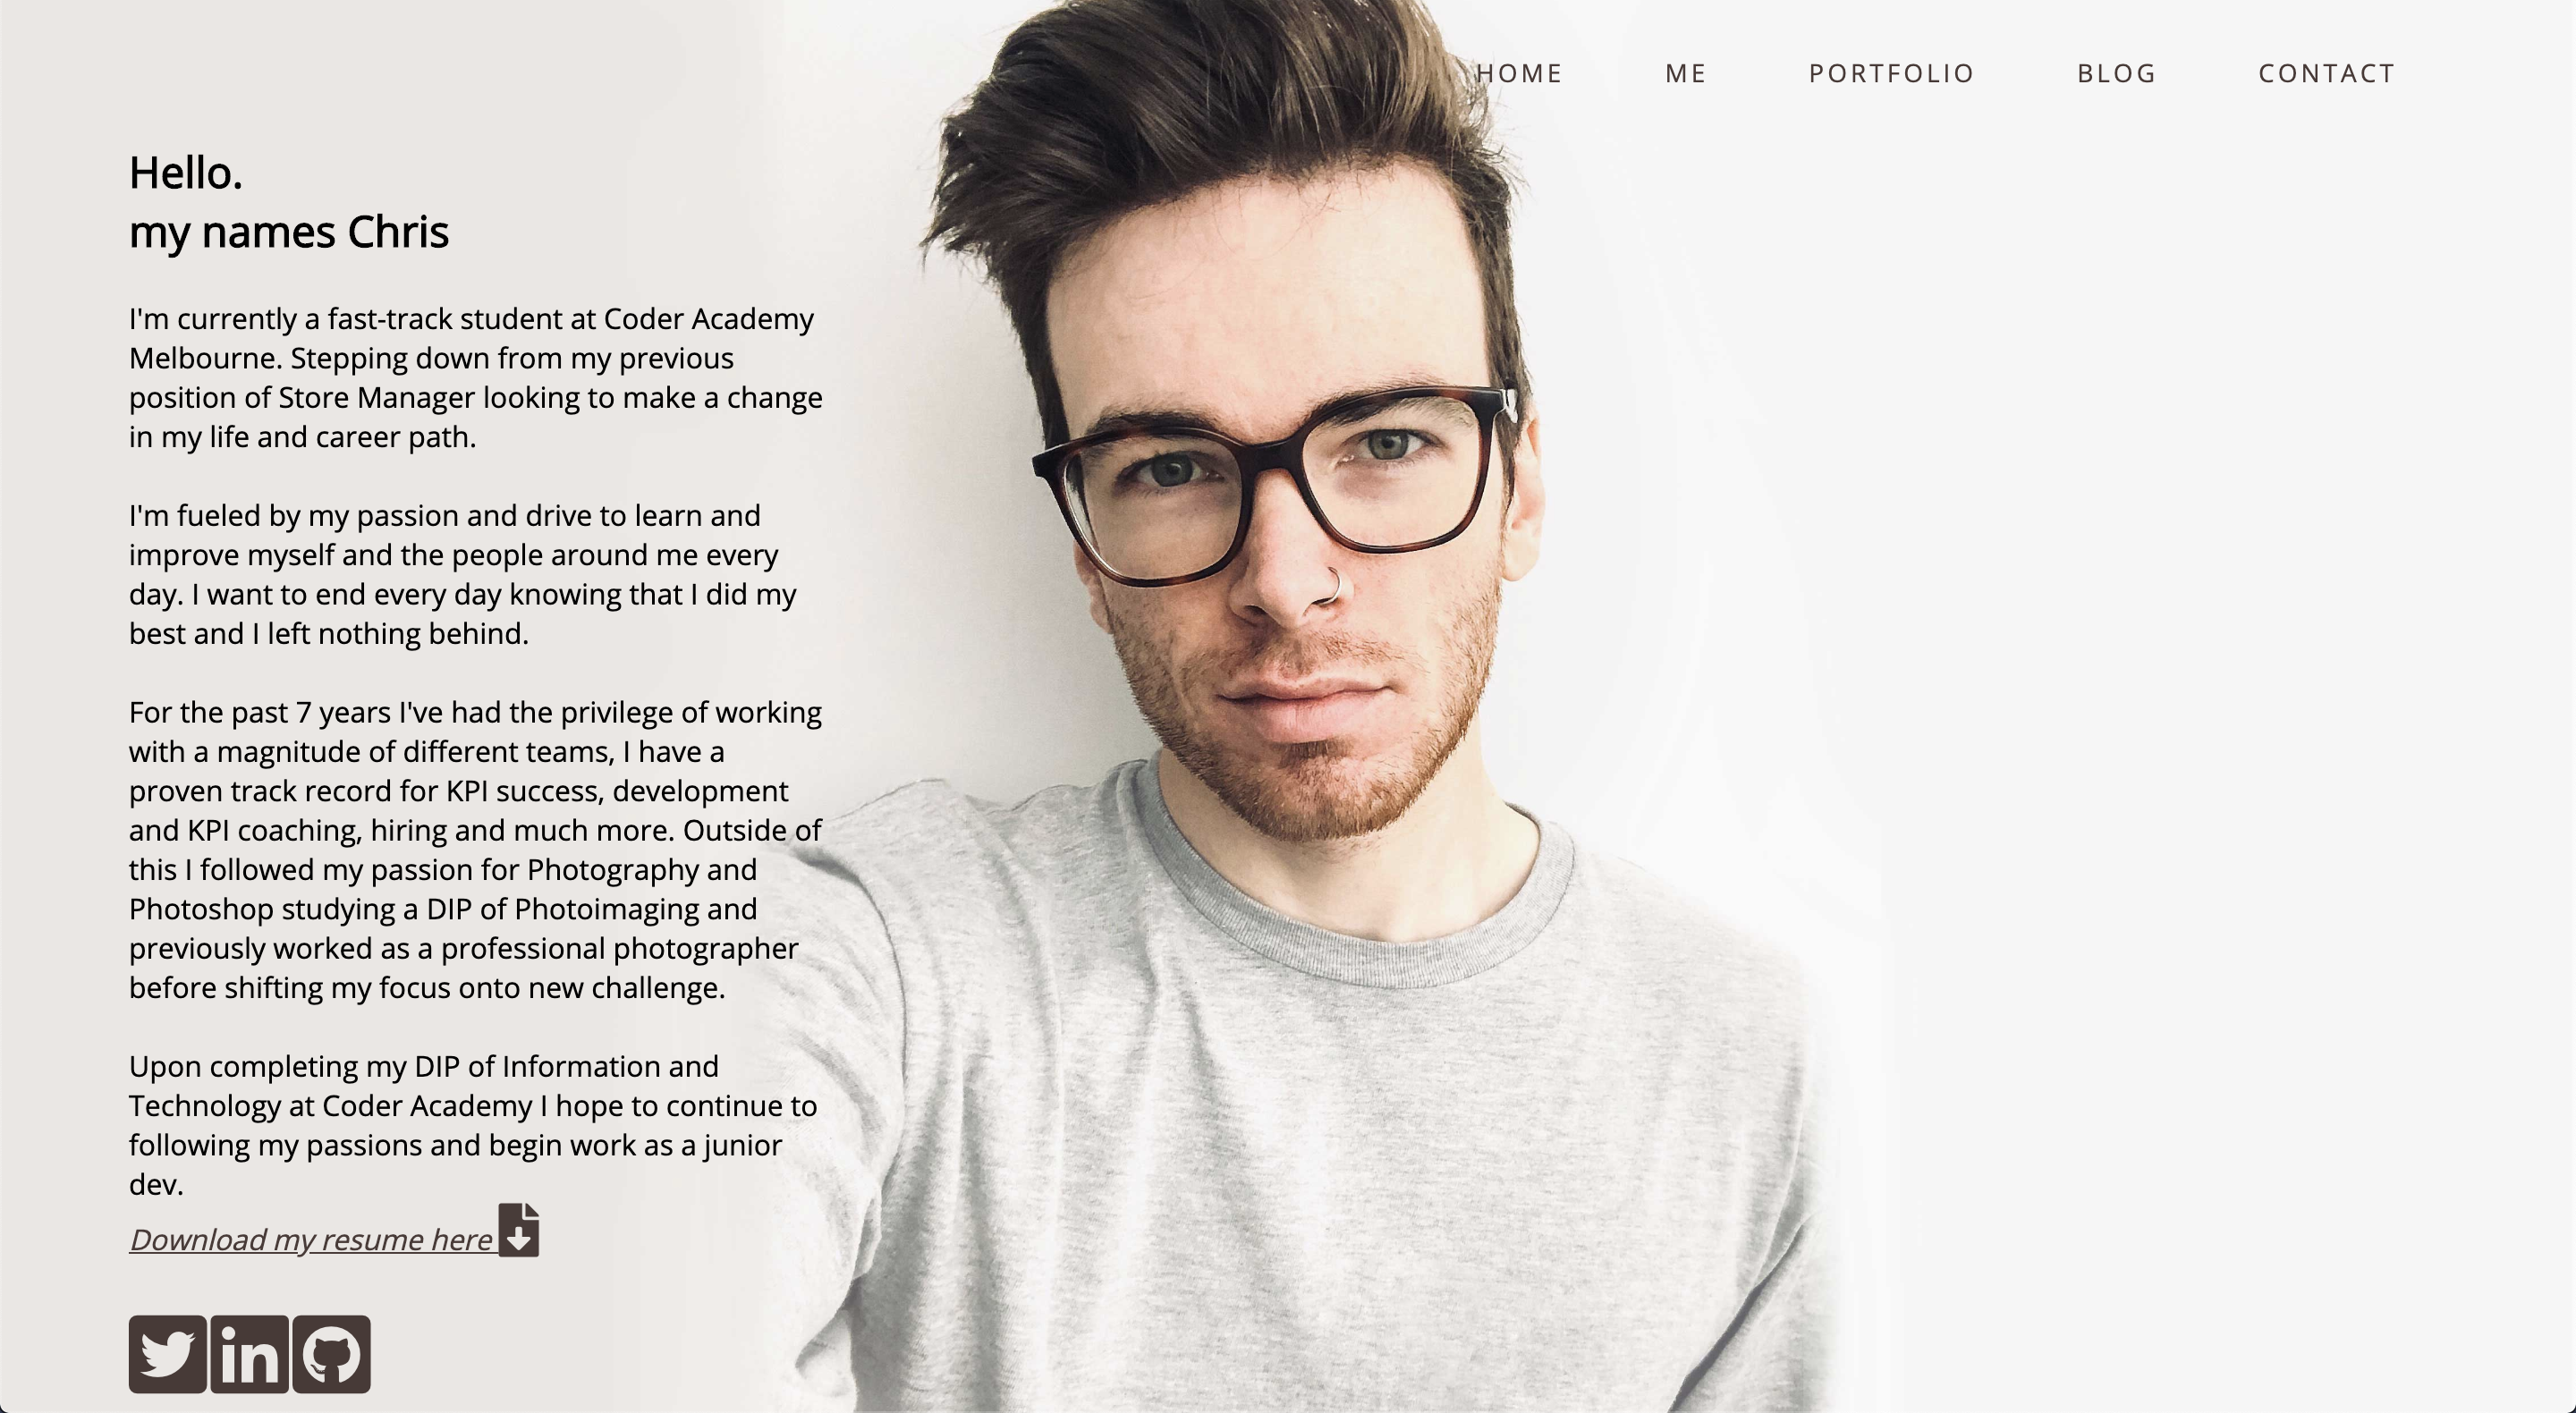 HOME ME PORTFOLIO BLOG CONTACT
Hello.
my names Chris
I'm currently a fast-track student at Coder Academy
Melbourne. Stepping down from my previous
position of Store Manager looking to make a change
in my life and career path.
I'm fueled by my passion and drive to learn and
improve myself and the people around me every
day. I want to end every day knowing that I did my
best and I left nothing behind.
For the past 7 years I've had the privilege of working
with a magnitude of different teams, I have a
proven track record for KPI success, development
and KPI coaching, hiring and much more. Outside of
this I followed my passion for Photography and
Photoshop studying a DIP of Photoimaging and
previously worked as a professional photographer
before shifting my focus onto new challenge.
Upon completing my DIP of Information and
Technology at Coder Academy I hope to continue to
following my passions and begin work as a junior
dev.
Download my resume here
in